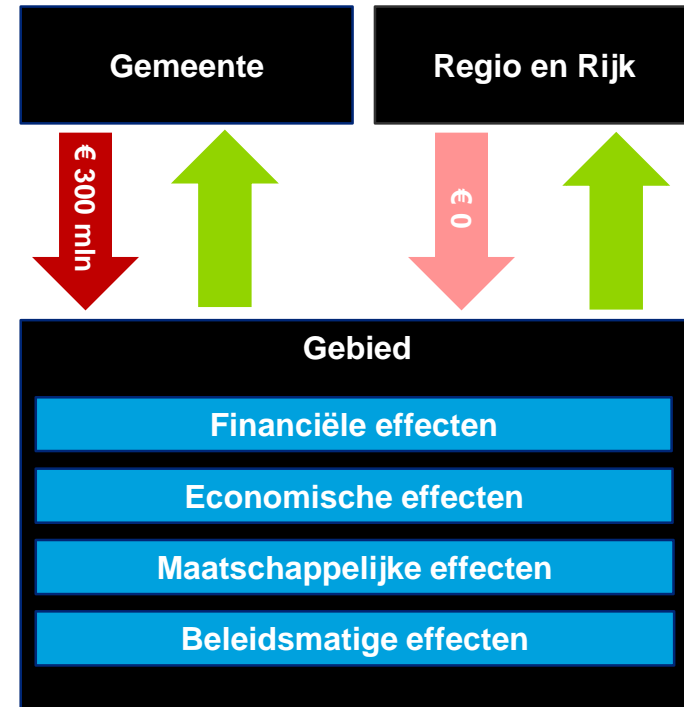 Gemeente
Regio en Rijk
€ 300 mln
€ 0
Gebied
Financiële effecten
Economische effecten
Maatschappelijke effecten
Beleidsmatige effecten